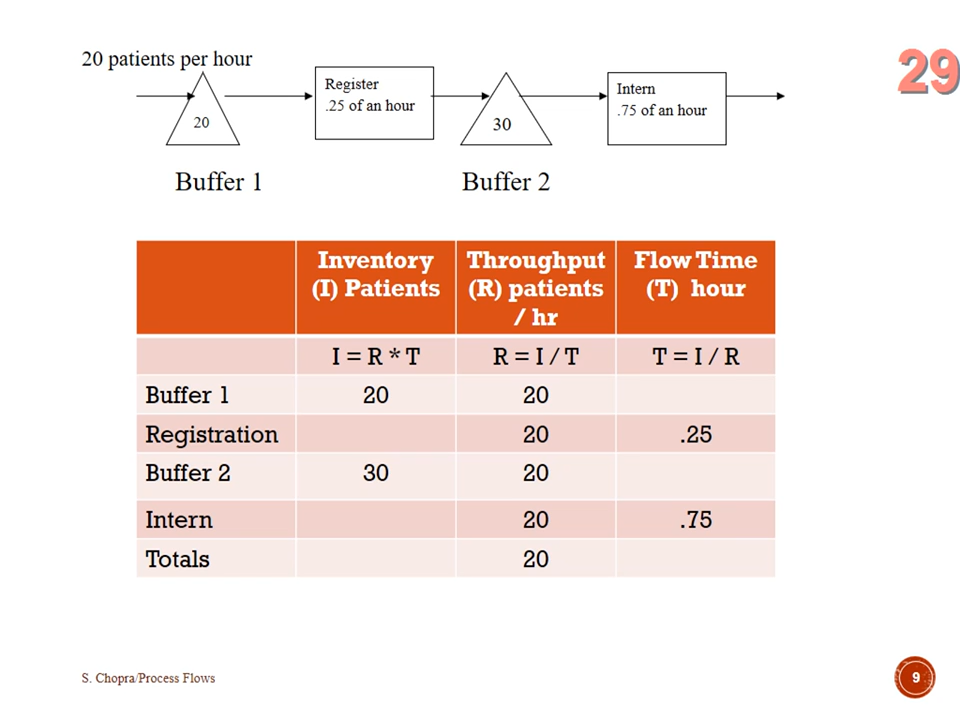 20 patients per hour
29
Register
.25 of an hour
Intern
.75 of an hour
20
30
Buffer 1
Buffer 2
Inventory (I) Patients
Throughput (R) patients / hr
Flow Time (T) hour
I = R * T
R = I / T
T = I / R
Buffer 1 20 20
Registration 20 .25
Buffer 2 30 20
Intern 20 .75
Totals 20
S. Chopra/Process Flows
9